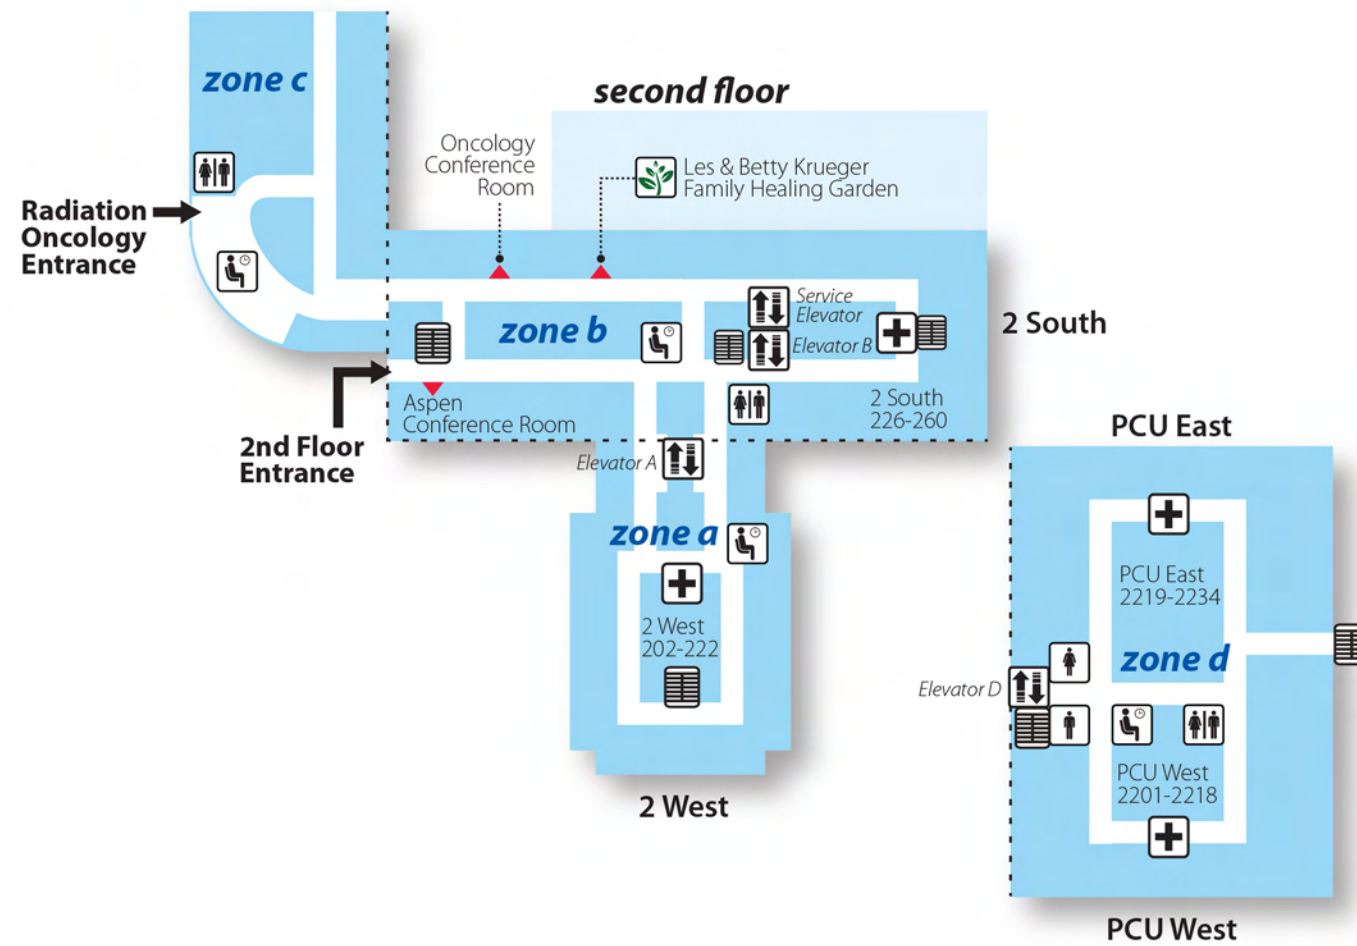 zone c
second floor
Oncology
Conference
Room
Les & Betty Krueger
Family Healing Garden
Radiation
Oncology
Entrance
Service
Elevator
zone b
Elevator B
2 South
2 South
226-260
Aspen
Conference Room
2nd Floor
Entrance
Elevator A
zone a
2 West
202-222
2 West
PCU East
PCU East
2219-2234
zone d
Elevator D
PCU West
2201-2218
PCU West